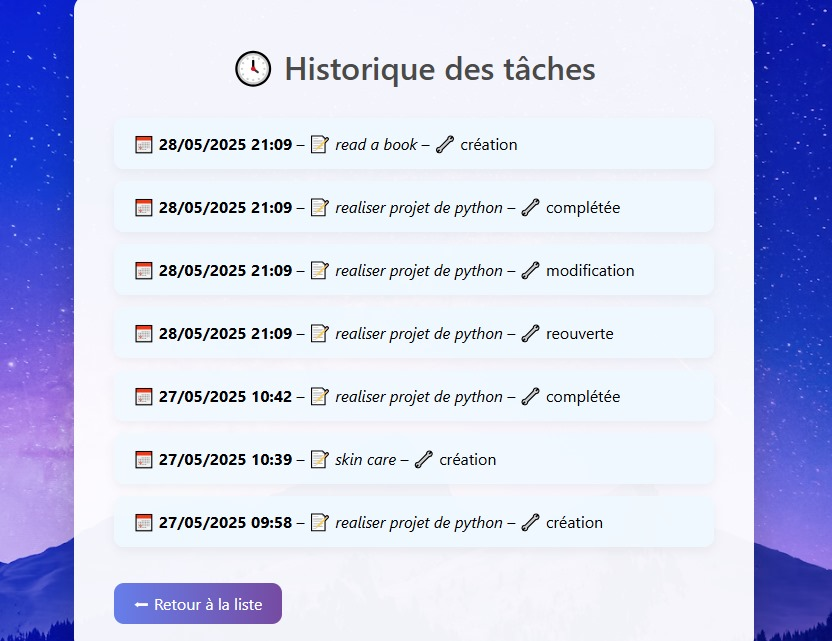 Historique des tâches
28/05/2025 21:09 – read a book – création
28/05/2025 21:09 – realiser projet de python – complétée
28/05/2025 21:09 – realiser projet de python – modification
28/05/2025 21:09 – realiser projet de python – reouverte
27/05/2025 10:42 – realiser projet de python – complétée
27/05/2025 10:39 – skin care – création
27/05/2025 09:58 – realiser projet de python – création
⬅ Retour à la liste